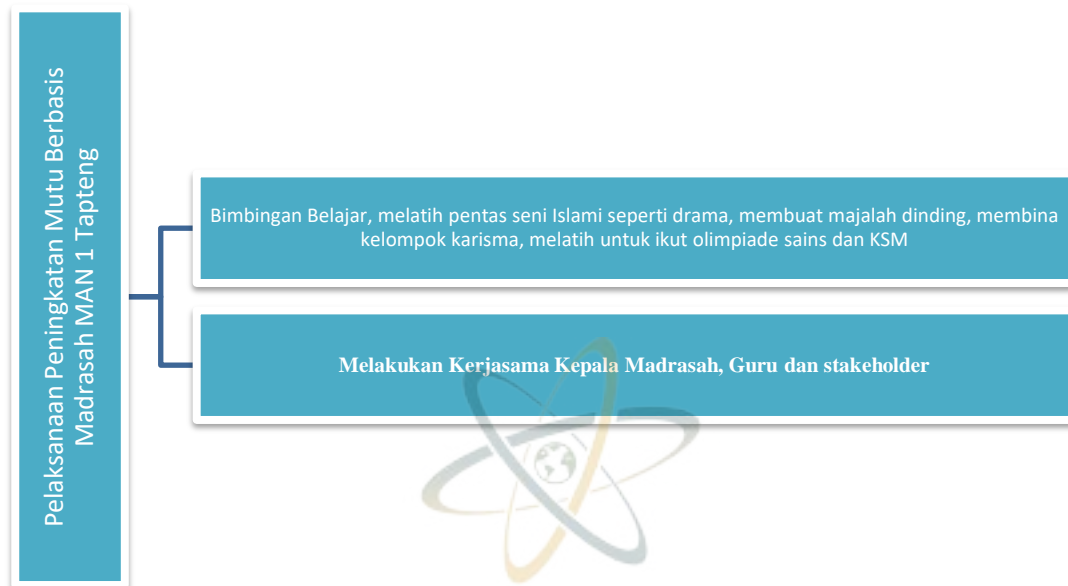 Pelaksanaan Peningkatan Mutu Berbasis
Madrasah MAN 1 Tapteng
Bimbingan Belajar, melatih pentas seni Islami seperti drama, membuat majalah dinding, membina
kelompok karisma, melatih untuk ikut olimpiade sains dan KSM
Melakukan Kerjasama Kepala Madrasah, Guru dan stakeholder